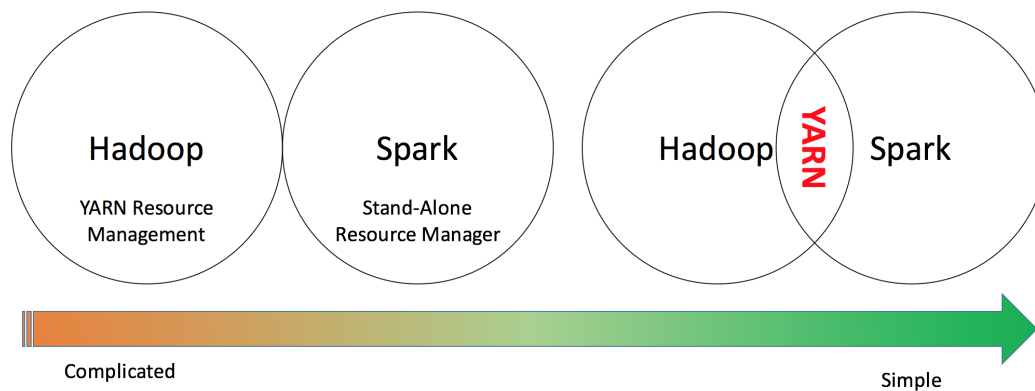 Hadoop
YARN Resource
Management
Spark
Stand-Alone
Resource Manager
Hadoop
YARN
Spark
Complicated
Simple